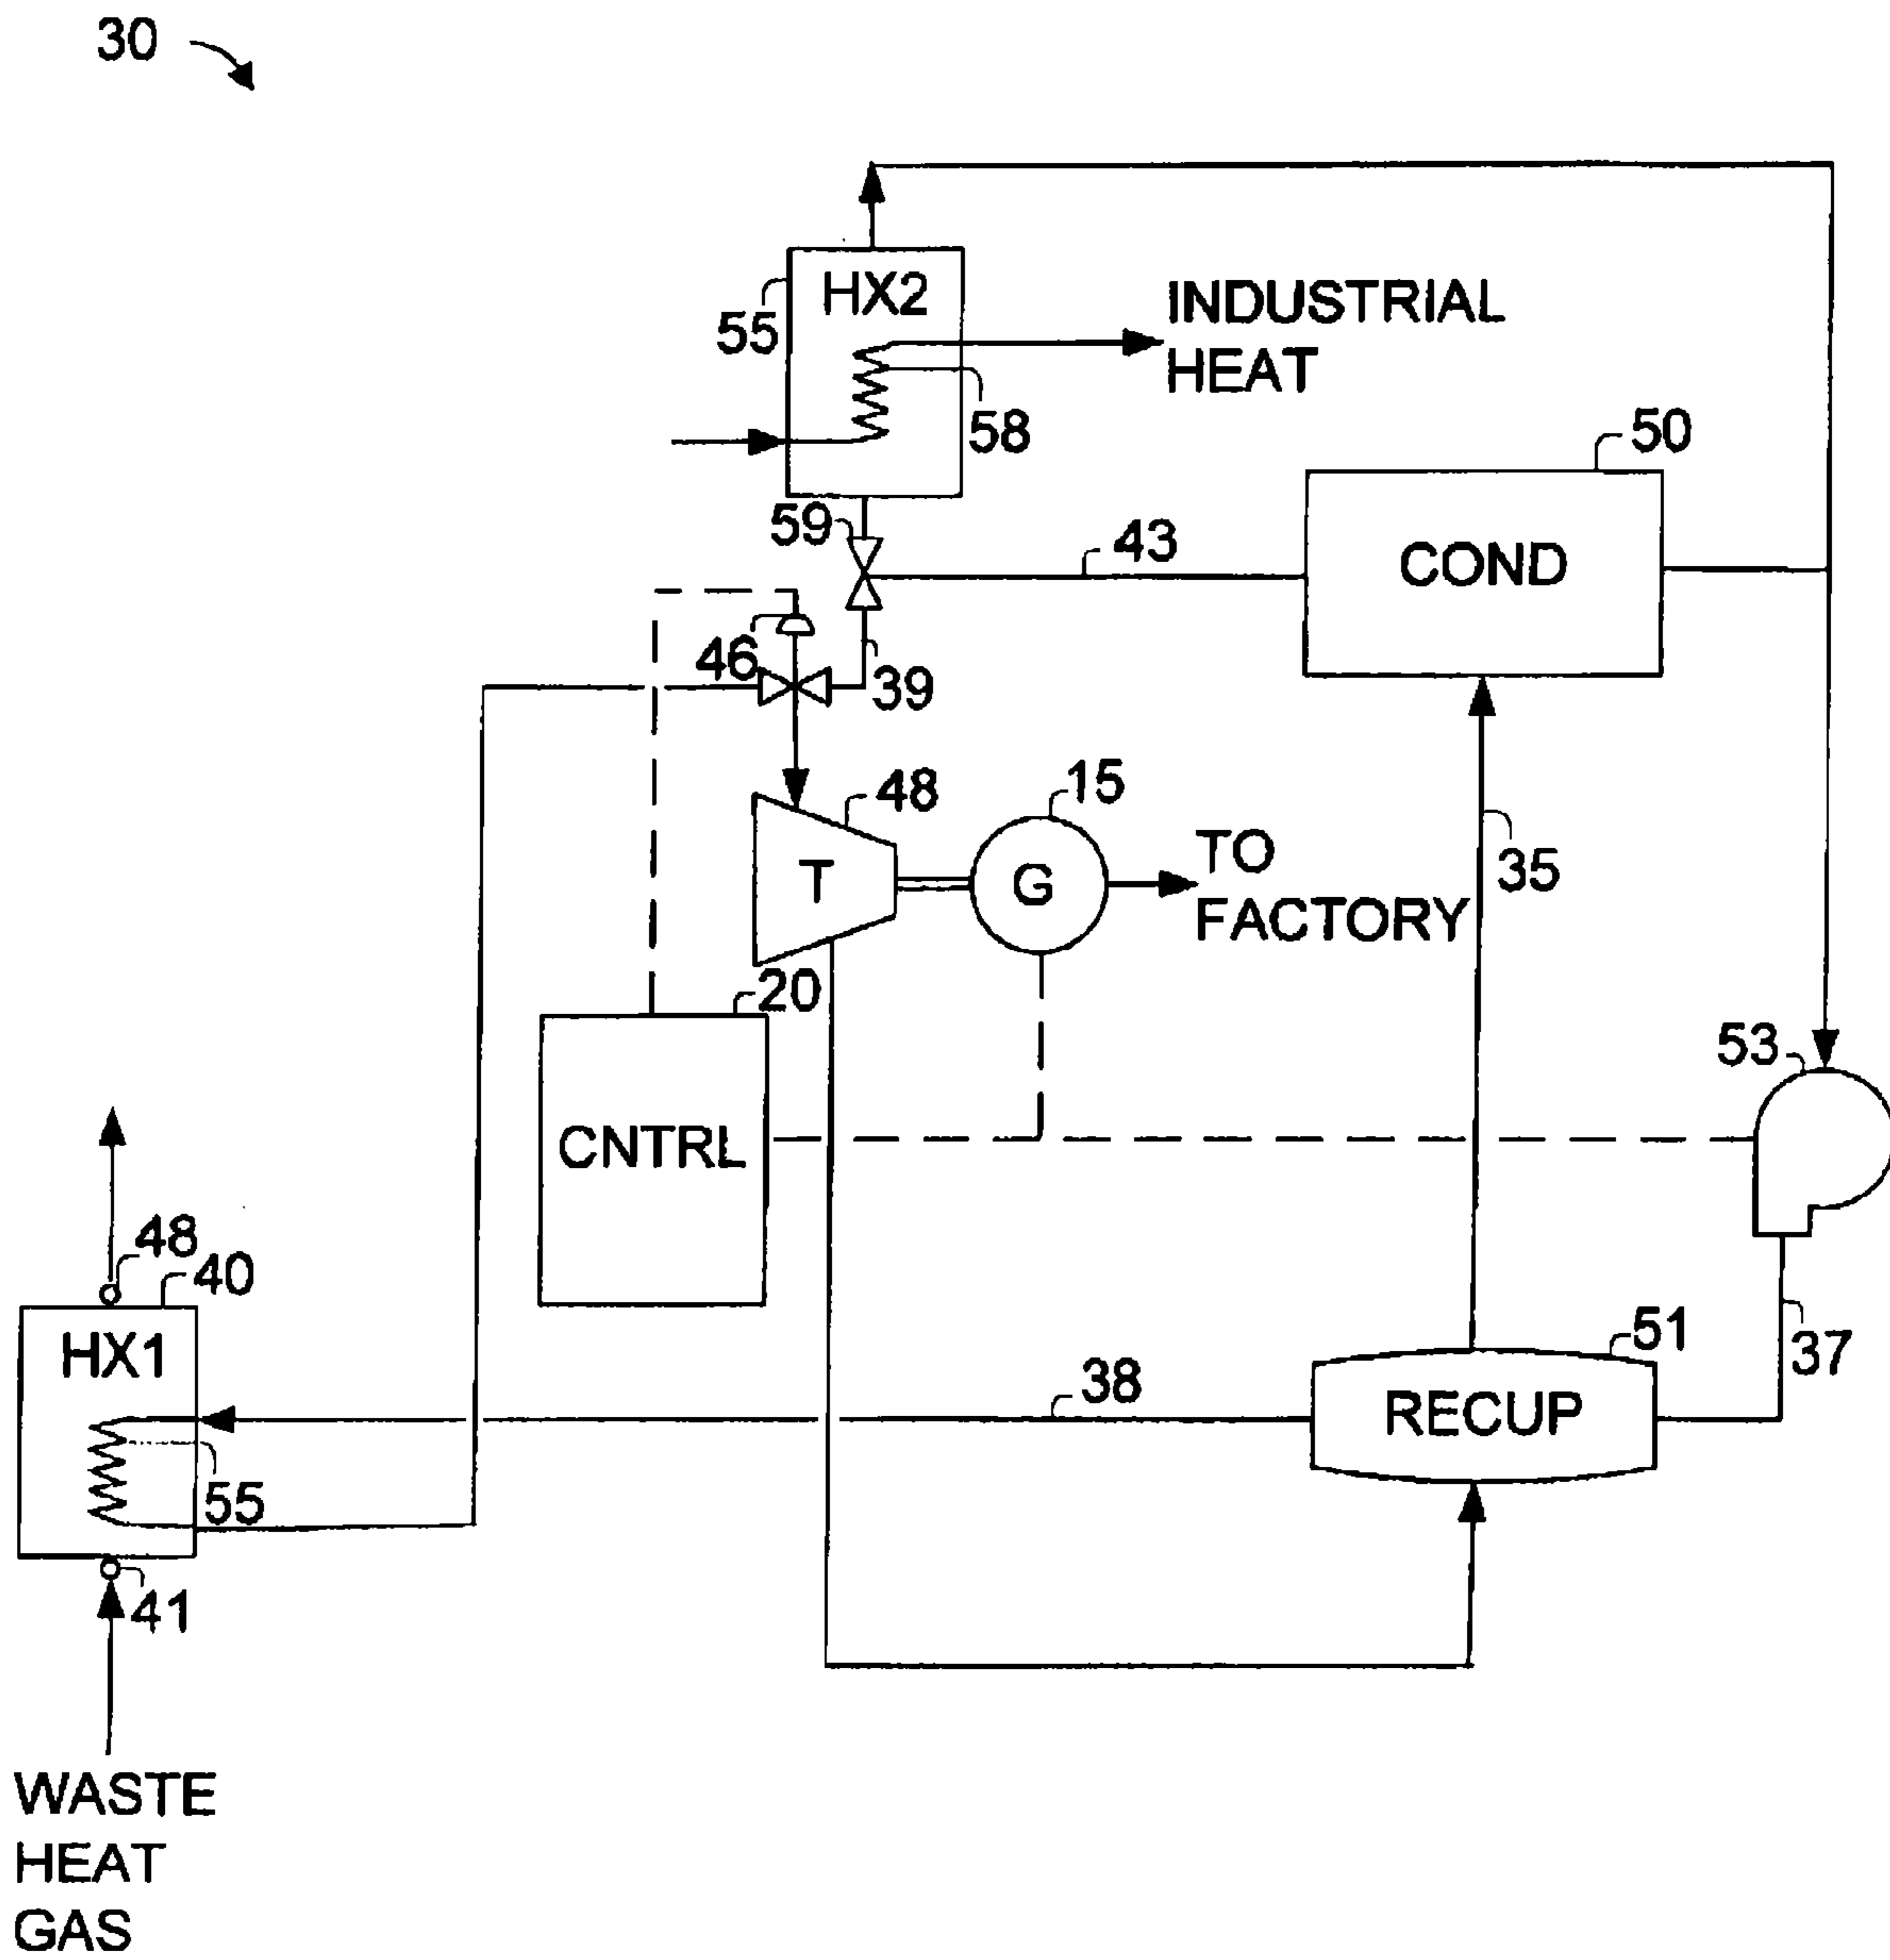 30
HX2
55
INDUSTRIAL
HEAT
58
50
59
43
COND
46
39
48
15
T
G
TO
FACTORY
35
20
53
CNTRL
48
40
HX1
51
37
38
RECUP
55
41
WASTE
HEAT
GAS